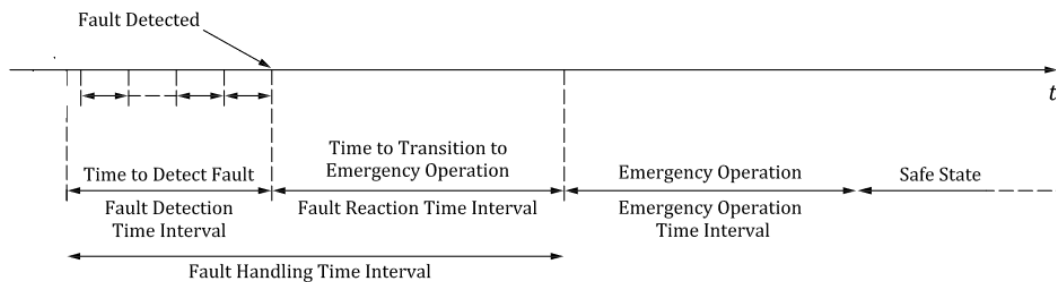 Fault Detected
t
Time to Detect Fault
Time to Transition to
Emergency Operation
Emergency Operation
Safe State
Fault Detection
Time Interval
Fault Reaction Time Interval
Emergency Operation
Time Interval
Fault Handling Time Interval